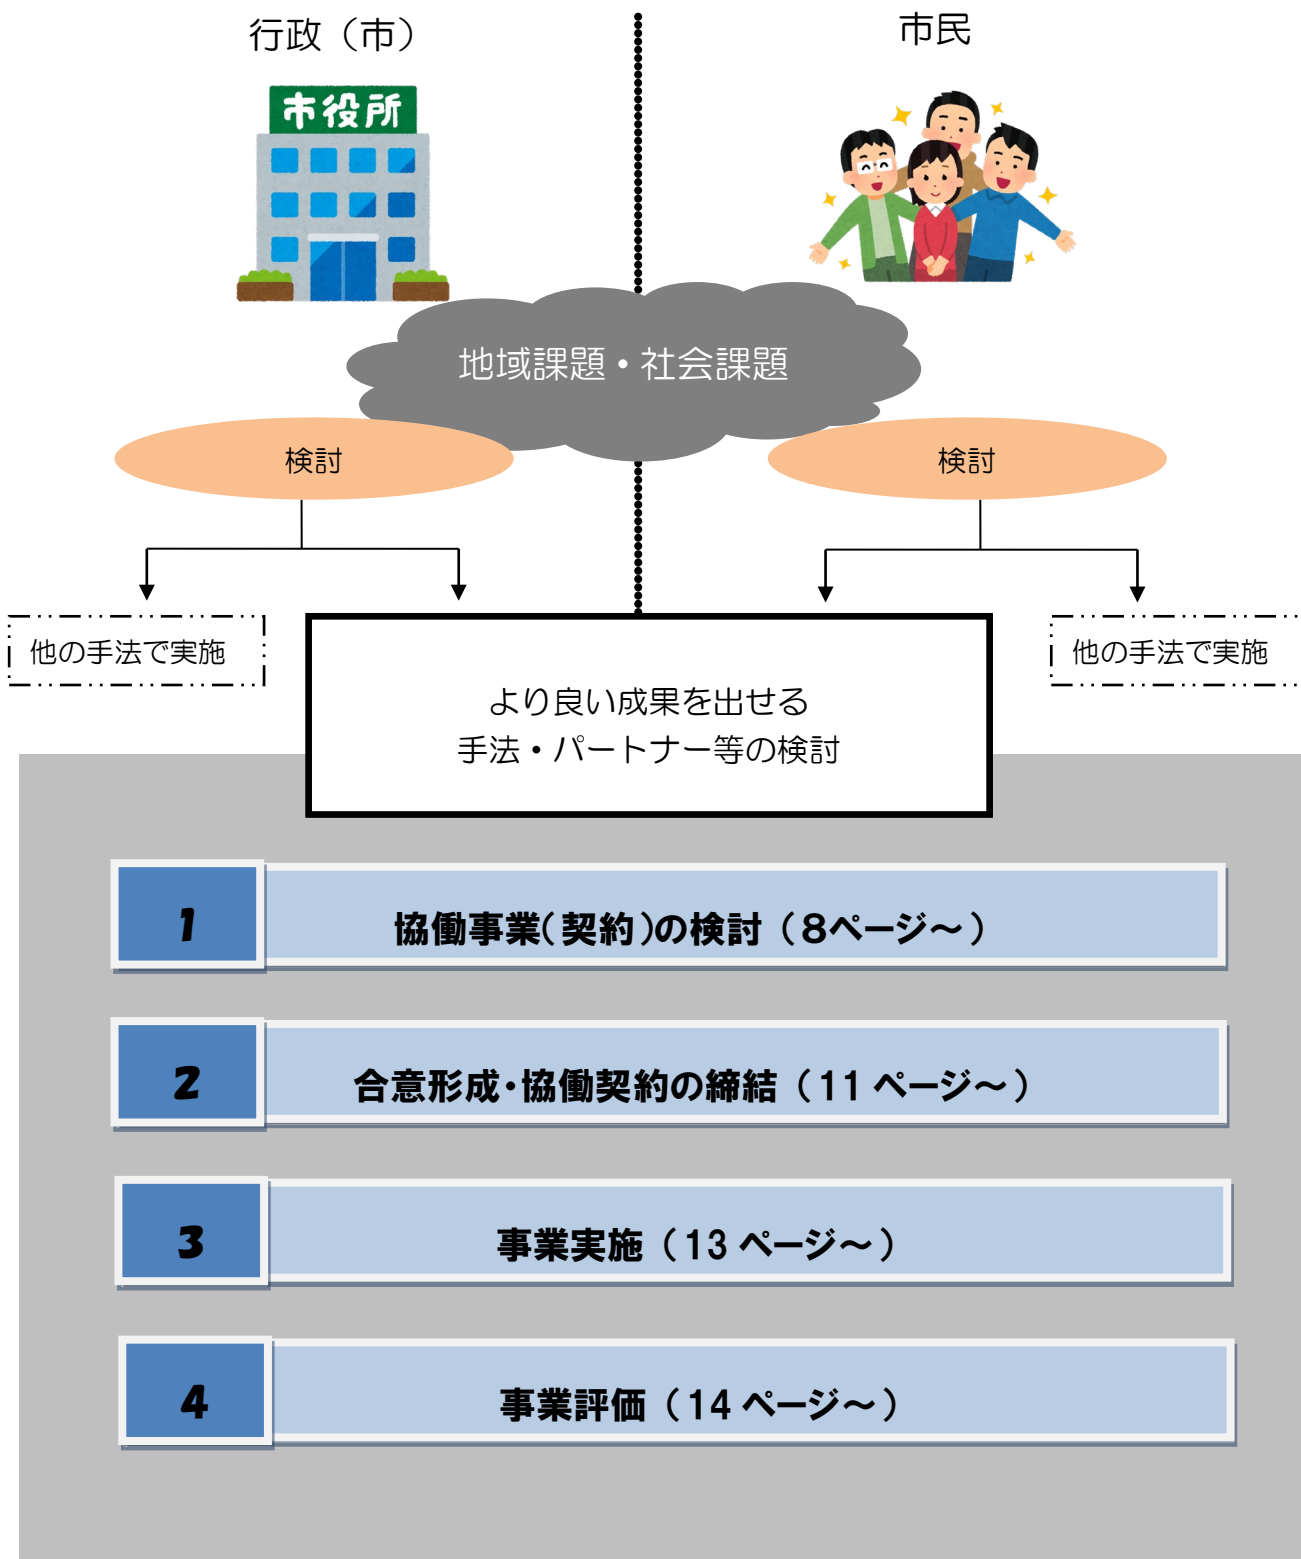 行政（市）
市民
市役所
地域課題・社会課題
検討
検討
他の手法で実施
他の手法で実施
より良い成果を出せる
手法・パートナー等の検討
1
協働事業(契約)の検討（8ページ～）
2
合意形成・協働契約の締結（11ページ～）
3
事業実施（13ページ～）
4
事業評価（14ページ～）